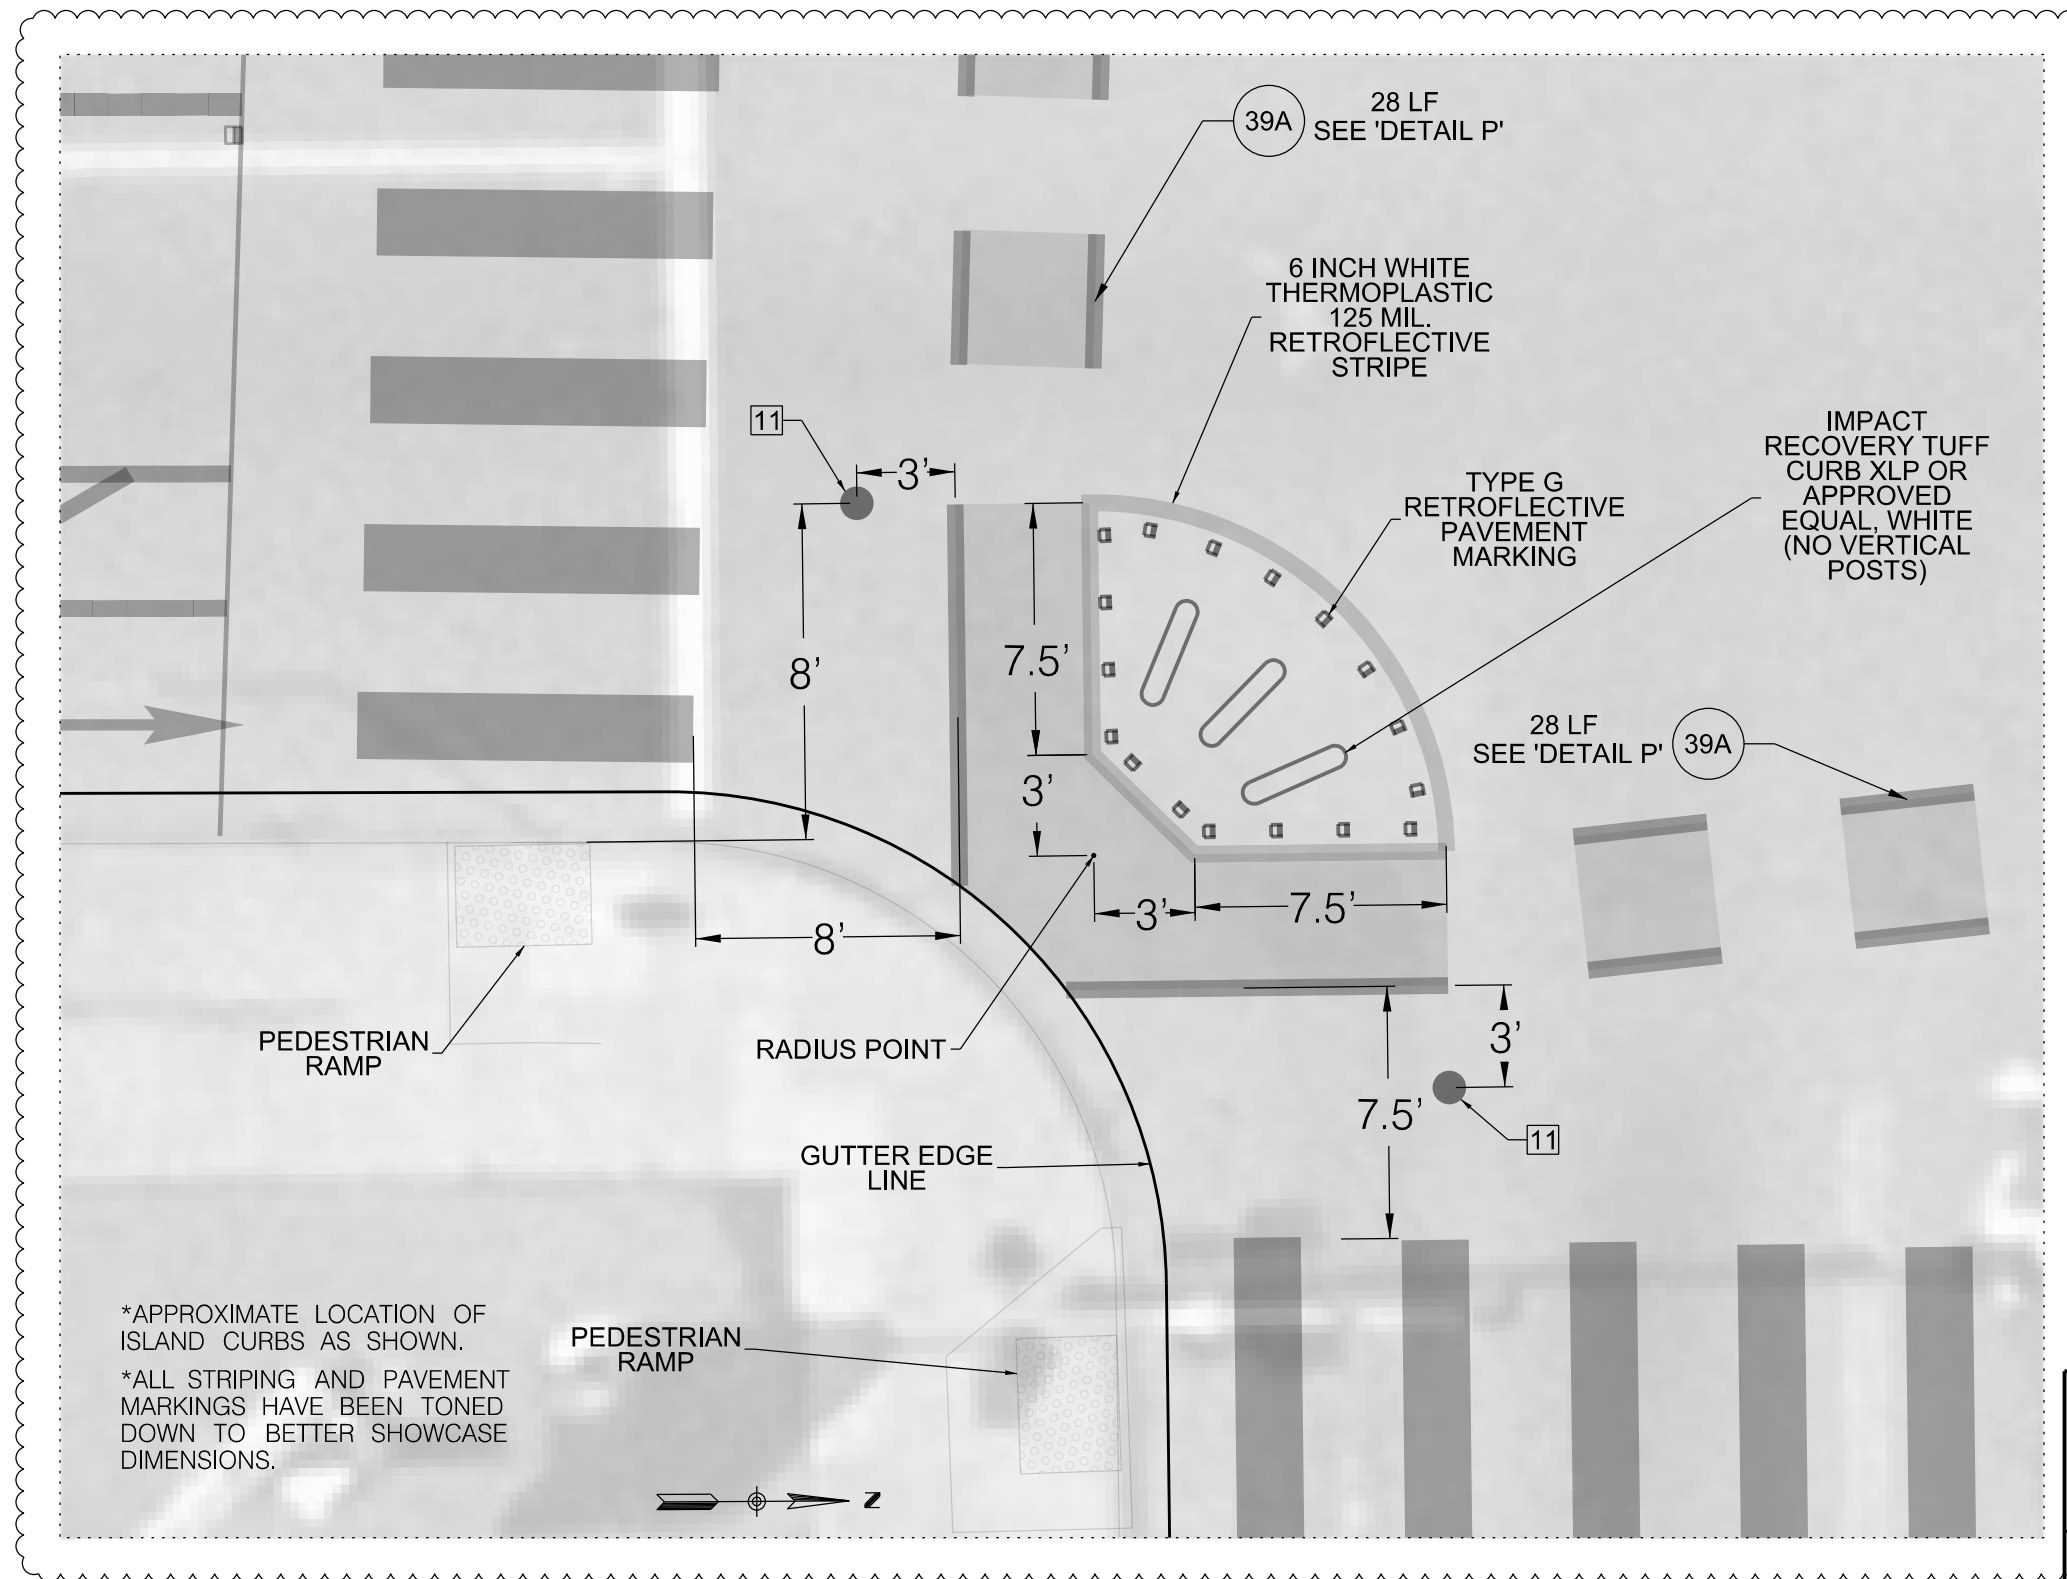 39A
28 LF
SEE 'DETAIL P'
6 INCH WHITE
THERMOPLASTIC
125 MIL.
RETROFLECTIVE
STRIPE
11
3'
IMPACT
RECOVERY TUFF
CURB XLP OR
APPROVED
EQUAL, WHITE
(NO VERTICAL
POSTS)
TYPE G
RETROFLECTIVE
PAVEMENT
MARKING
8'
7.5'
28 LF
SEE 'DETAIL P'
39A
3'
3'
7.5'
8'
PEDESTRIAN
RAMP
RADIUS POINT
3'
7.5'
11
GUTTER EDGE
LINE
*APPROXIMATE LOCATION OF
ISLAND CURBS AS SHOWN.
*ALL STRIPING AND PAVEMENT
MARKINGS HAVE BEEN TONED
DOWN TO BETTER SHOWCASE
DIMENSIONS.
PEDESTRIAN
RAMP
N